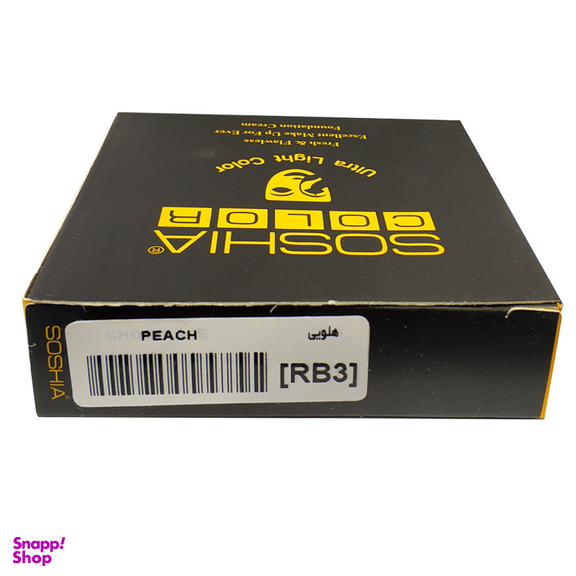 SOSHIA®
COLOR
Ultra Light Color
Fresh & Flawless
Excellent Make Up For Ever
Foundation Cream
SOSHIA®
PEACH
هلویی
[RB3]
Snapp!
Shop